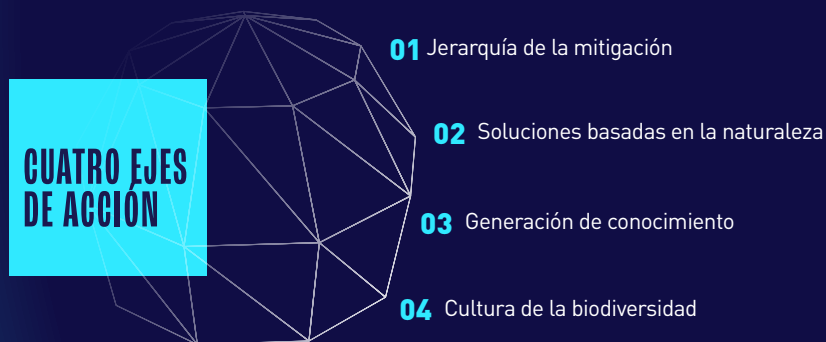 CUATRO EJES
DE ACCIÓN
01 Jerarquía de la mitigación
02 Soluciones basadas en la naturaleza
03 Generación de conocimiento
04 Cultura de la biodiversidad